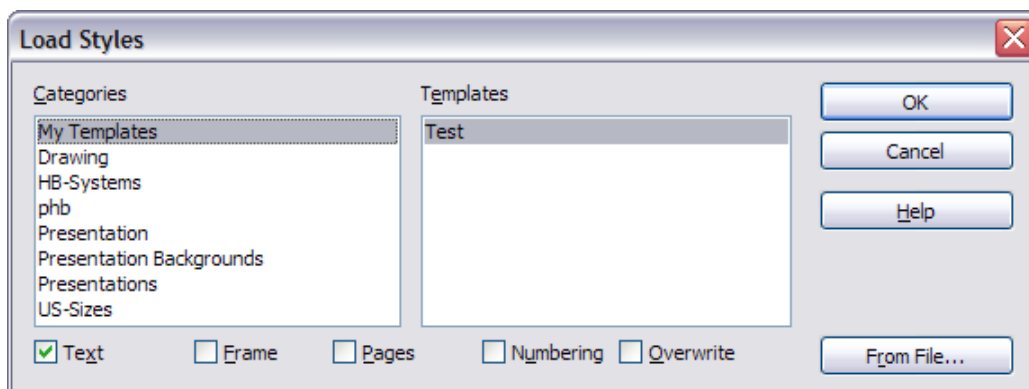 Load Styles
Categories
Templates
My Templates
Drawing
HB-Systems
phb
Presentation
Presentation Backgrounds
Presentations
US-Sizes
Test
OK
Cancel
Help
Text Frame Pages Numbering Overwrite
From File...